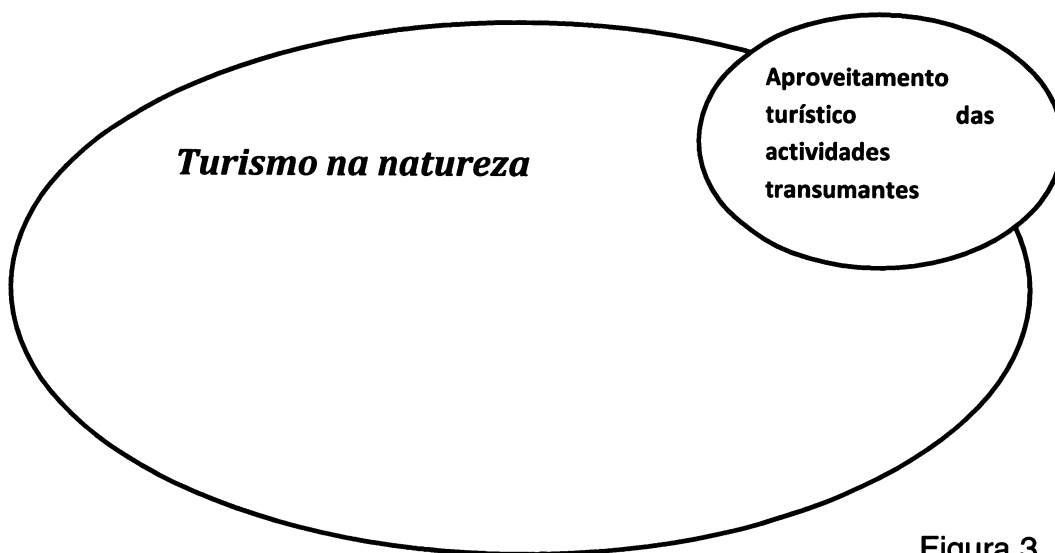 Aproveitamento
turístico das
actividades
transumantes
Turismo na natureza
Figura 3